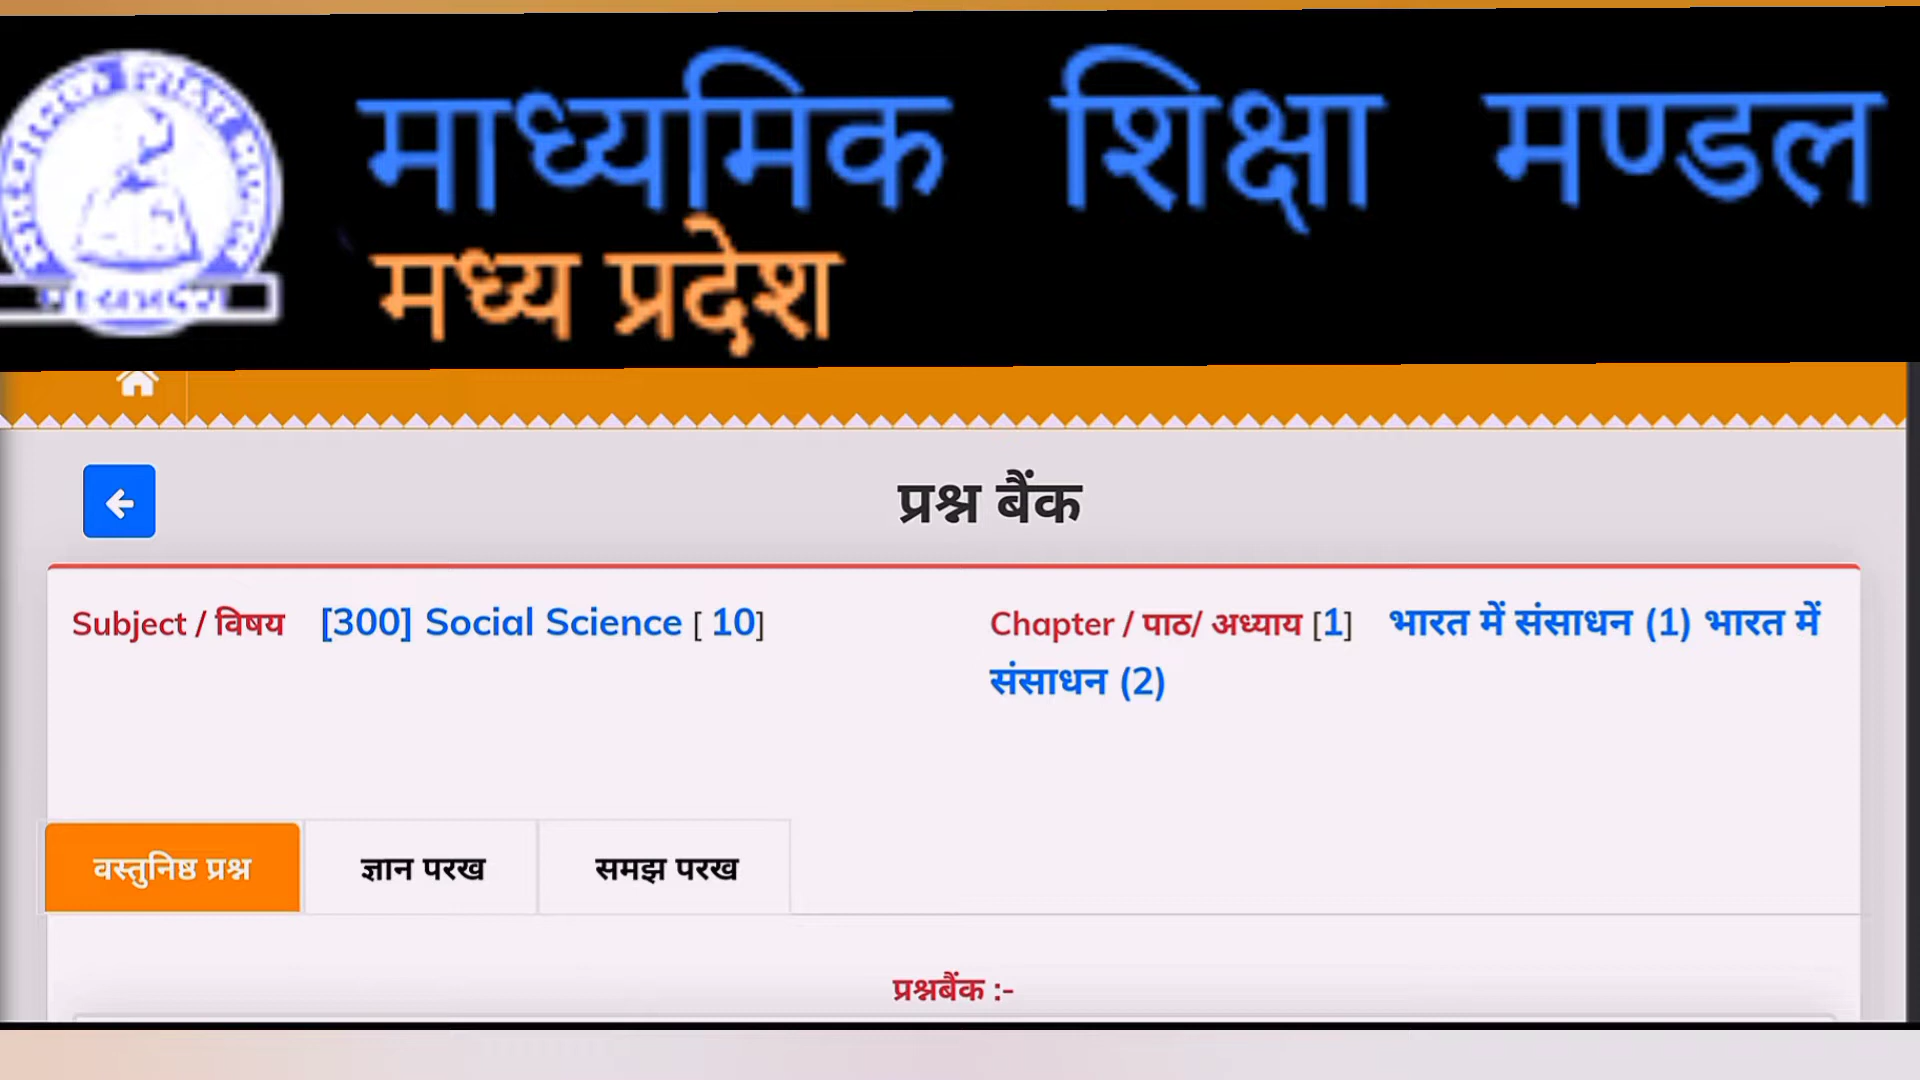 माध्यमिक शिक्षा मण्डल
मध्य प्रदेश
प्रश्न बैंक
Subject / विषय [300] Social Science [ 10]
Chapter / पाठ/ अध्याय [1] भारत में संसाधन (1) भारत में
संसाधन (2)
वस्तुनिष्ठ प्रश्न ज्ञान परख समझ परख
प्रश्नबैंक :-